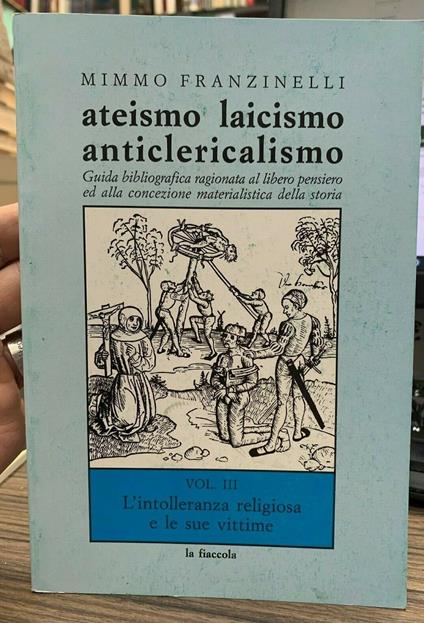 MIMMO FRANZINELLI
ateismo laicismo
anticlericalismo
Guida bibliografica ragionata al libero pensiero
ed alla concezione materialistica della storia
VOL. III
L'intolleranza religiosa
e le sue vittime
la fiaccola